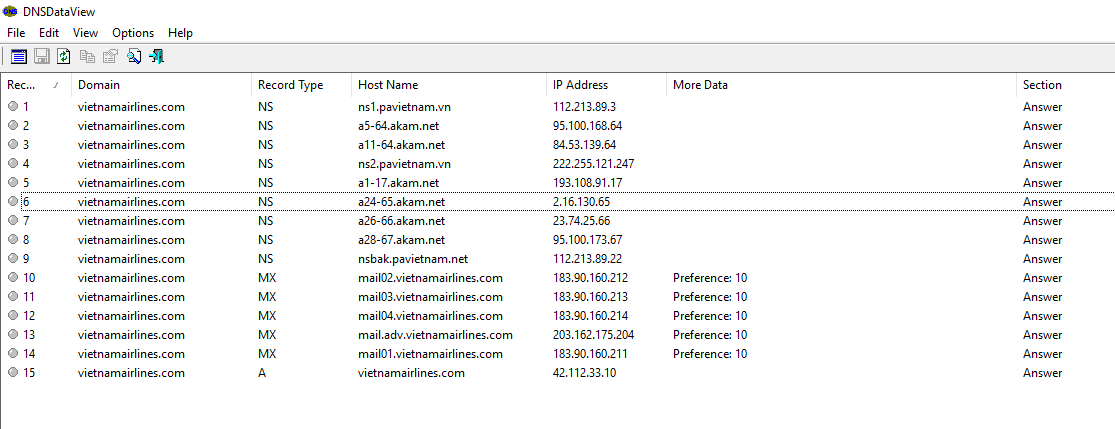 DNSDataView
File Edit View Options Help
Rec... Domain Record Type Host Name IP Address More Data Section
1 vietnamairlines.com NS ns1.pavietnam.vn 112.213.89.3 Answer
2 vietnamairlines.com NS a5-64.akam.net 95.100.168.64 Answer
3 vietnamairlines.com NS a11-64.akam.net 84.53.139.64 Answer
4 vietnamairlines.com NS ns2.pavietnam.vn 222.255.121.247 Answer
5 vietnamairlines.com NS a1-17.akam.net 193.108.91.17 Answer
6 vietnamairlines.com NS a24-65.akam.net 2.16.130.65 Answer
7 vietnamairlines.com NS a26-66.akam.net 23.74.25.66 Answer
8 vietnamairlines.com NS a28-67.akam.net 95.100.173.67 Answer
9 vietnamairlines.com NS nsbak.pavietnam.net 112.213.89.22 Answer
10 vietnamairlines.com MX mail02.vietnamairlines.com 183.90.160.212 Preference: 10 Answer
11 vietnamairlines.com MX mail03.vietnamairlines.com 183.90.160.213 Preference: 10 Answer
12 vietnamairlines.com MX mail04.vietnamairlines.com 183.90.160.214 Preference: 10 Answer
13 vietnamairlines.com MX mail.adv.vietnamairlines.com 203.162.175.204 Preference: 10 Answer
14 vietnamairlines.com MX mail01.vietnamairlines.com 183.90.160.211 Preference: 10 Answer
15 vietnamairlines.com A vietnamairlines.com 42.112.33.10 Answer